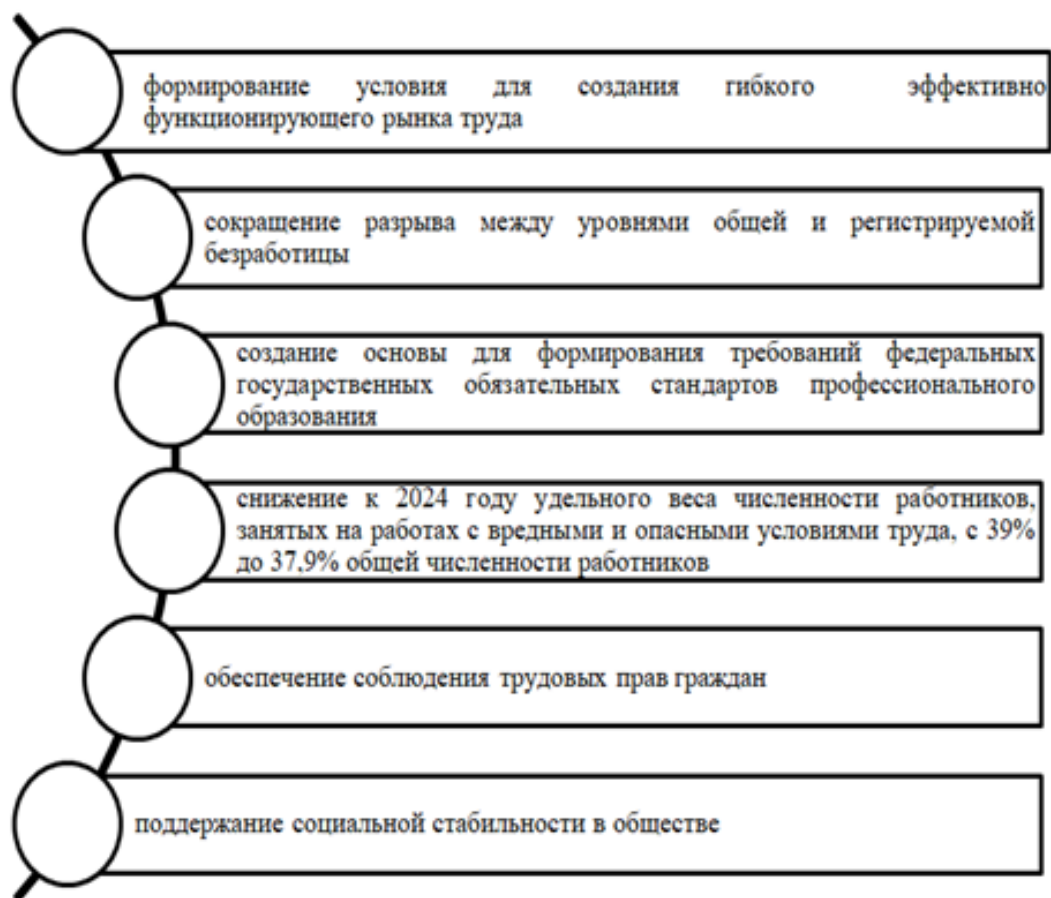 формирование условия для создания гибкого эффективно
функционирующего рынка труда
сокращение разрыва между уровнями общей и регистрируемой
безработицы
создание основы для формирования требований федеральных
государственных обязательных стандартов профессионального
образования
снижение к 2024 году удельного веса численности работников,
занятых на работах с вредными и опасными условиями труда, с 39%
до 37,9% общей численности работников
обеспечение соблюдения трудовых прав граждан
поддержание социальной стабильности в обществе